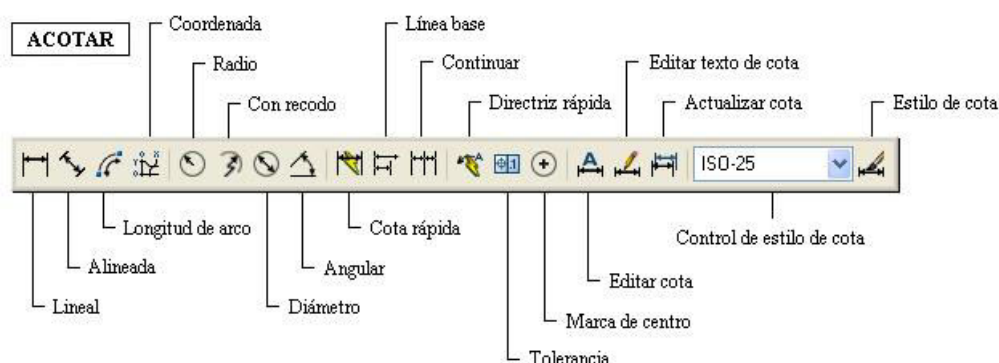 ACOTAR
Coordenada
Línea base
Radio
Continuar
Editar texto de cota
Con recodo
Directriz rápida
Actualizar cota
Estilo de cota
ISO-25
Longitud de arco
Cota rápida
Control de estilo de cota
Alineada
Angular
Editar cota
Lineal
Diámetro
Marca de centro
Tolerancia